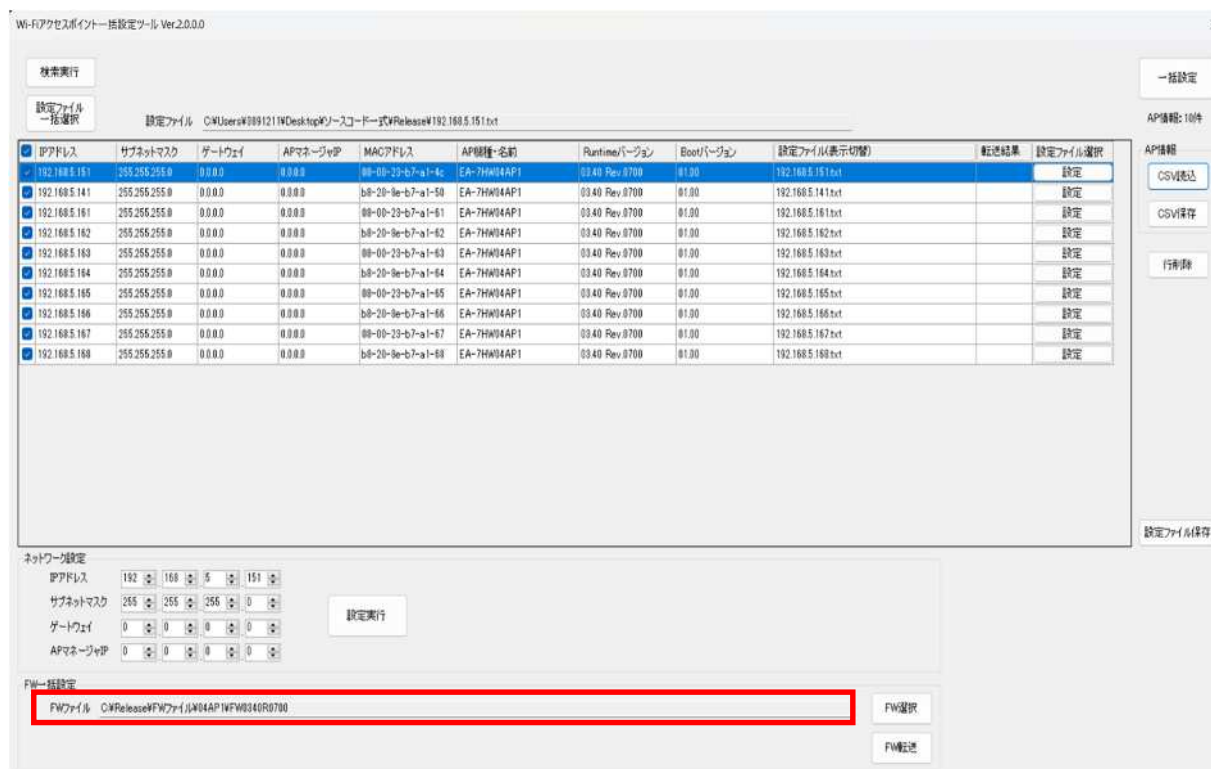 Wi-Fiアクセスポイント一括設定ツール Ver.2.0.0.0
検索実行
一括設定
設定ファイル
一括選択
設定ファイル C:¥Users¥0891211¥Desktop¥ソースコード一式¥Release¥192.168.5.151.txt
AP情報: 10件
IPアドレス サブネットマスク ゲートウェイ APマネージャIP MACアドレス AP機種・名前 Runtimeバージョン Bootバージョン 設定ファイル(表示切替) 転送結果 設定ファイル選択
192.168.5.151 255.255.255.0 0.0.0.0 0.0.0.0 00-00-23-b7-a1-4c EA-7HW04AP1 03.40 Rev.0700 01.00 192.168.5.151.txt 設定
192.168.5.141 255.255.255.0 0.0.0.0 0.0.0.0 b8-20-8e-b7-a1-50 EA-7HW04AP1 03.40 Rev.0700 01.00 192.168.5.141.txt 設定
192.168.5.161 255.255.255.0 0.0.0.0 0.0.0.0 00-00-23-b7-a1-61 EA-7HW04AP1 03.40 Rev.0700 01.00 192.168.5.161.txt 設定
192.168.5.162 255.255.255.0 0.0.0.0 0.0.0.0 b8-20-8e-b7-a1-62 EA-7HW04AP1 03.40 Rev.0700 01.00 192.168.5.162.txt 設定
192.168.5.163 255.255.255.0 0.0.0.0 0.0.0.0 00-00-23-b7-a1-63 EA-7HW04AP1 03.40 Rev.0700 01.00 192.168.5.163.txt 設定
192.168.5.164 255.255.255.0 0.0.0.0 0.0.0.0 b8-20-8e-b7-a1-64 EA-7HW04AP1 03.40 Rev.0700 01.00 192.168.5.164.txt 設定
192.168.5.165 255.255.255.0 0.0.0.0 0.0.0.0 00-00-23-b7-a1-65 EA-7HW04AP1 03.40 Rev.0700 01.00 192.168.5.165.txt 設定
192.168.5.166 255.255.255.0 0.0.0.0 0.0.0.0 b8-20-8e-b7-a1-66 EA-7HW04AP1 03.40 Rev.0700 01.00 192.168.5.166.txt 設定
192.168.5.167 255.255.255.0 0.0.0.0 0.0.0.0 00-00-23-b7-a1-67 EA-7HW04AP1 03.40 Rev.0700 01.00 192.168.5.167.txt 設定
192.168.5.168 255.255.255.0 0.0.0.0 0.0.0.0 b8-20-8e-b7-a1-68 EA-7HW04AP1 03.40 Rev.0700 01.00 192.168.5.168.txt 設定
AP情報
CSV読込
CSV保存
行削除
設定ファイル保存
ネットワーク設定
IPアドレス 192 168 5 151
サブネットマスク 255 255 255 0
設定実行
ゲートウェイ 0 0 0 0
APマネージャIP 0 0 0 0
FW一括設定
FWファイル C:¥Release¥FWファイル¥04AP1¥FW0340R0700
FW選択
FW転送